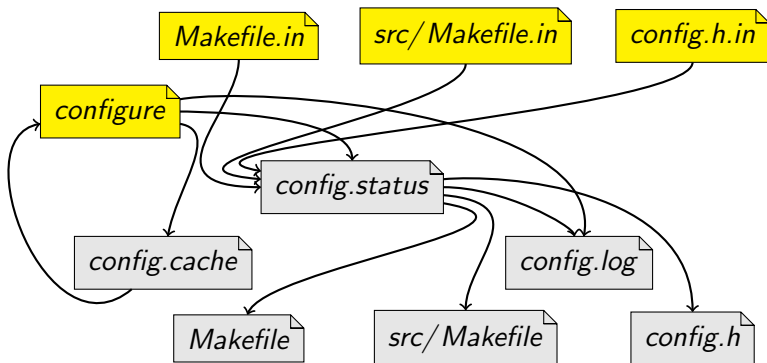 Makefile.in
src/Makefile.in
config.h.in
configure
config.status
config.cache
config.log
Makefile
src/Makefile
config.h